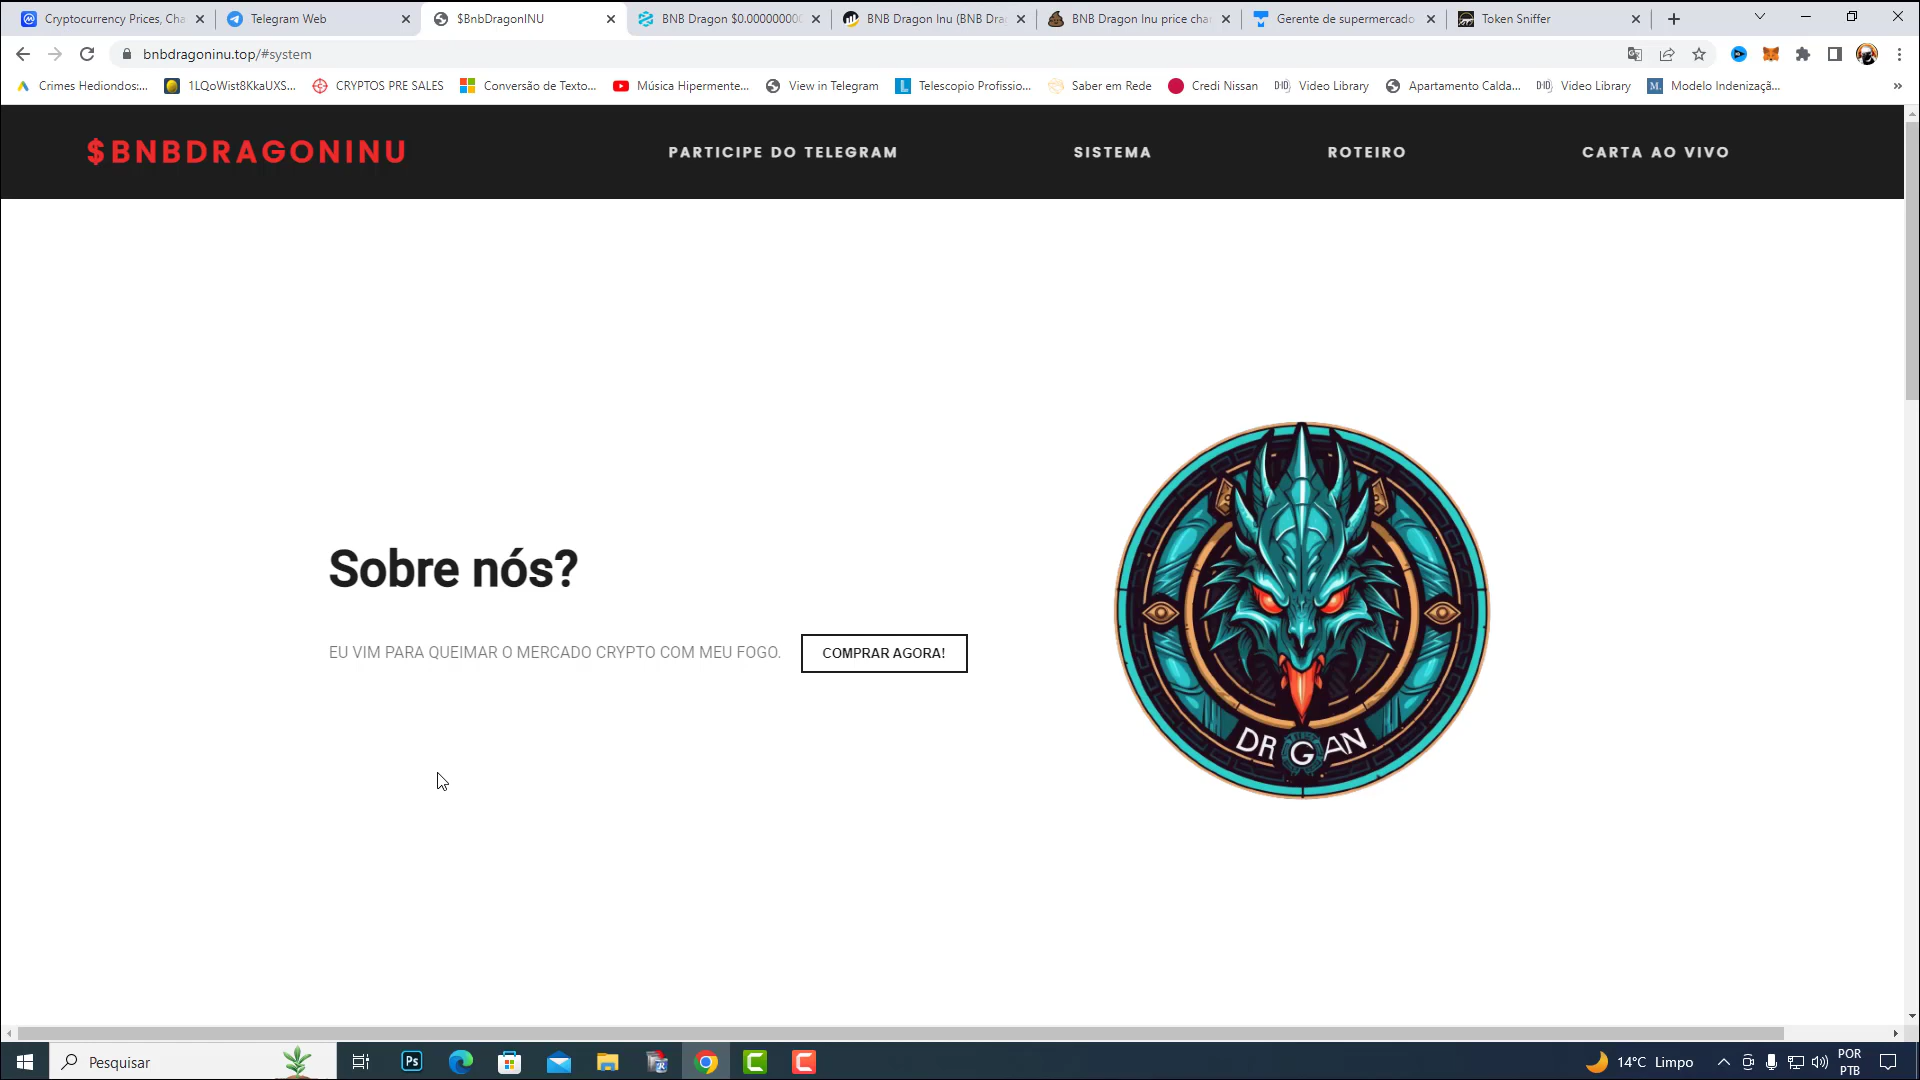 Cryptocurrency Prices, Cha
Telegram Web
$BnbDragonINU
BNB Dragon $0.000000000
BNB Dragon Inu (BNB Dra
BNB Dragon Inu price cha
Gerente de supermercado
Token Sniffer
bnbdragoninu.top/#system
Crimes Hediondos:...
1LQoWist8KkaUXS...
CRYPTOS PRE SALES
Conversão de Texto...
Música Hipermente...
View in Telegram
Telescopio Profissio...
Saber em Rede
Credi Nissan
Video Library
Apartamento Calda...
Video Library
Modelo Indenizaçã...
$BNBDRAGONINU
PARTICIPE DO TELEGRAM
SISTEMA
ROTEIRO
CARTA AO VIVO
Sobre nós?
EU VIM PARA QUEIMAR O MERCADO CRYPTO COM MEU FOGO.
COMPRAR AGORA!
DR G AN
Pesquisar
Ps
14°C Limpo
POR
PTB